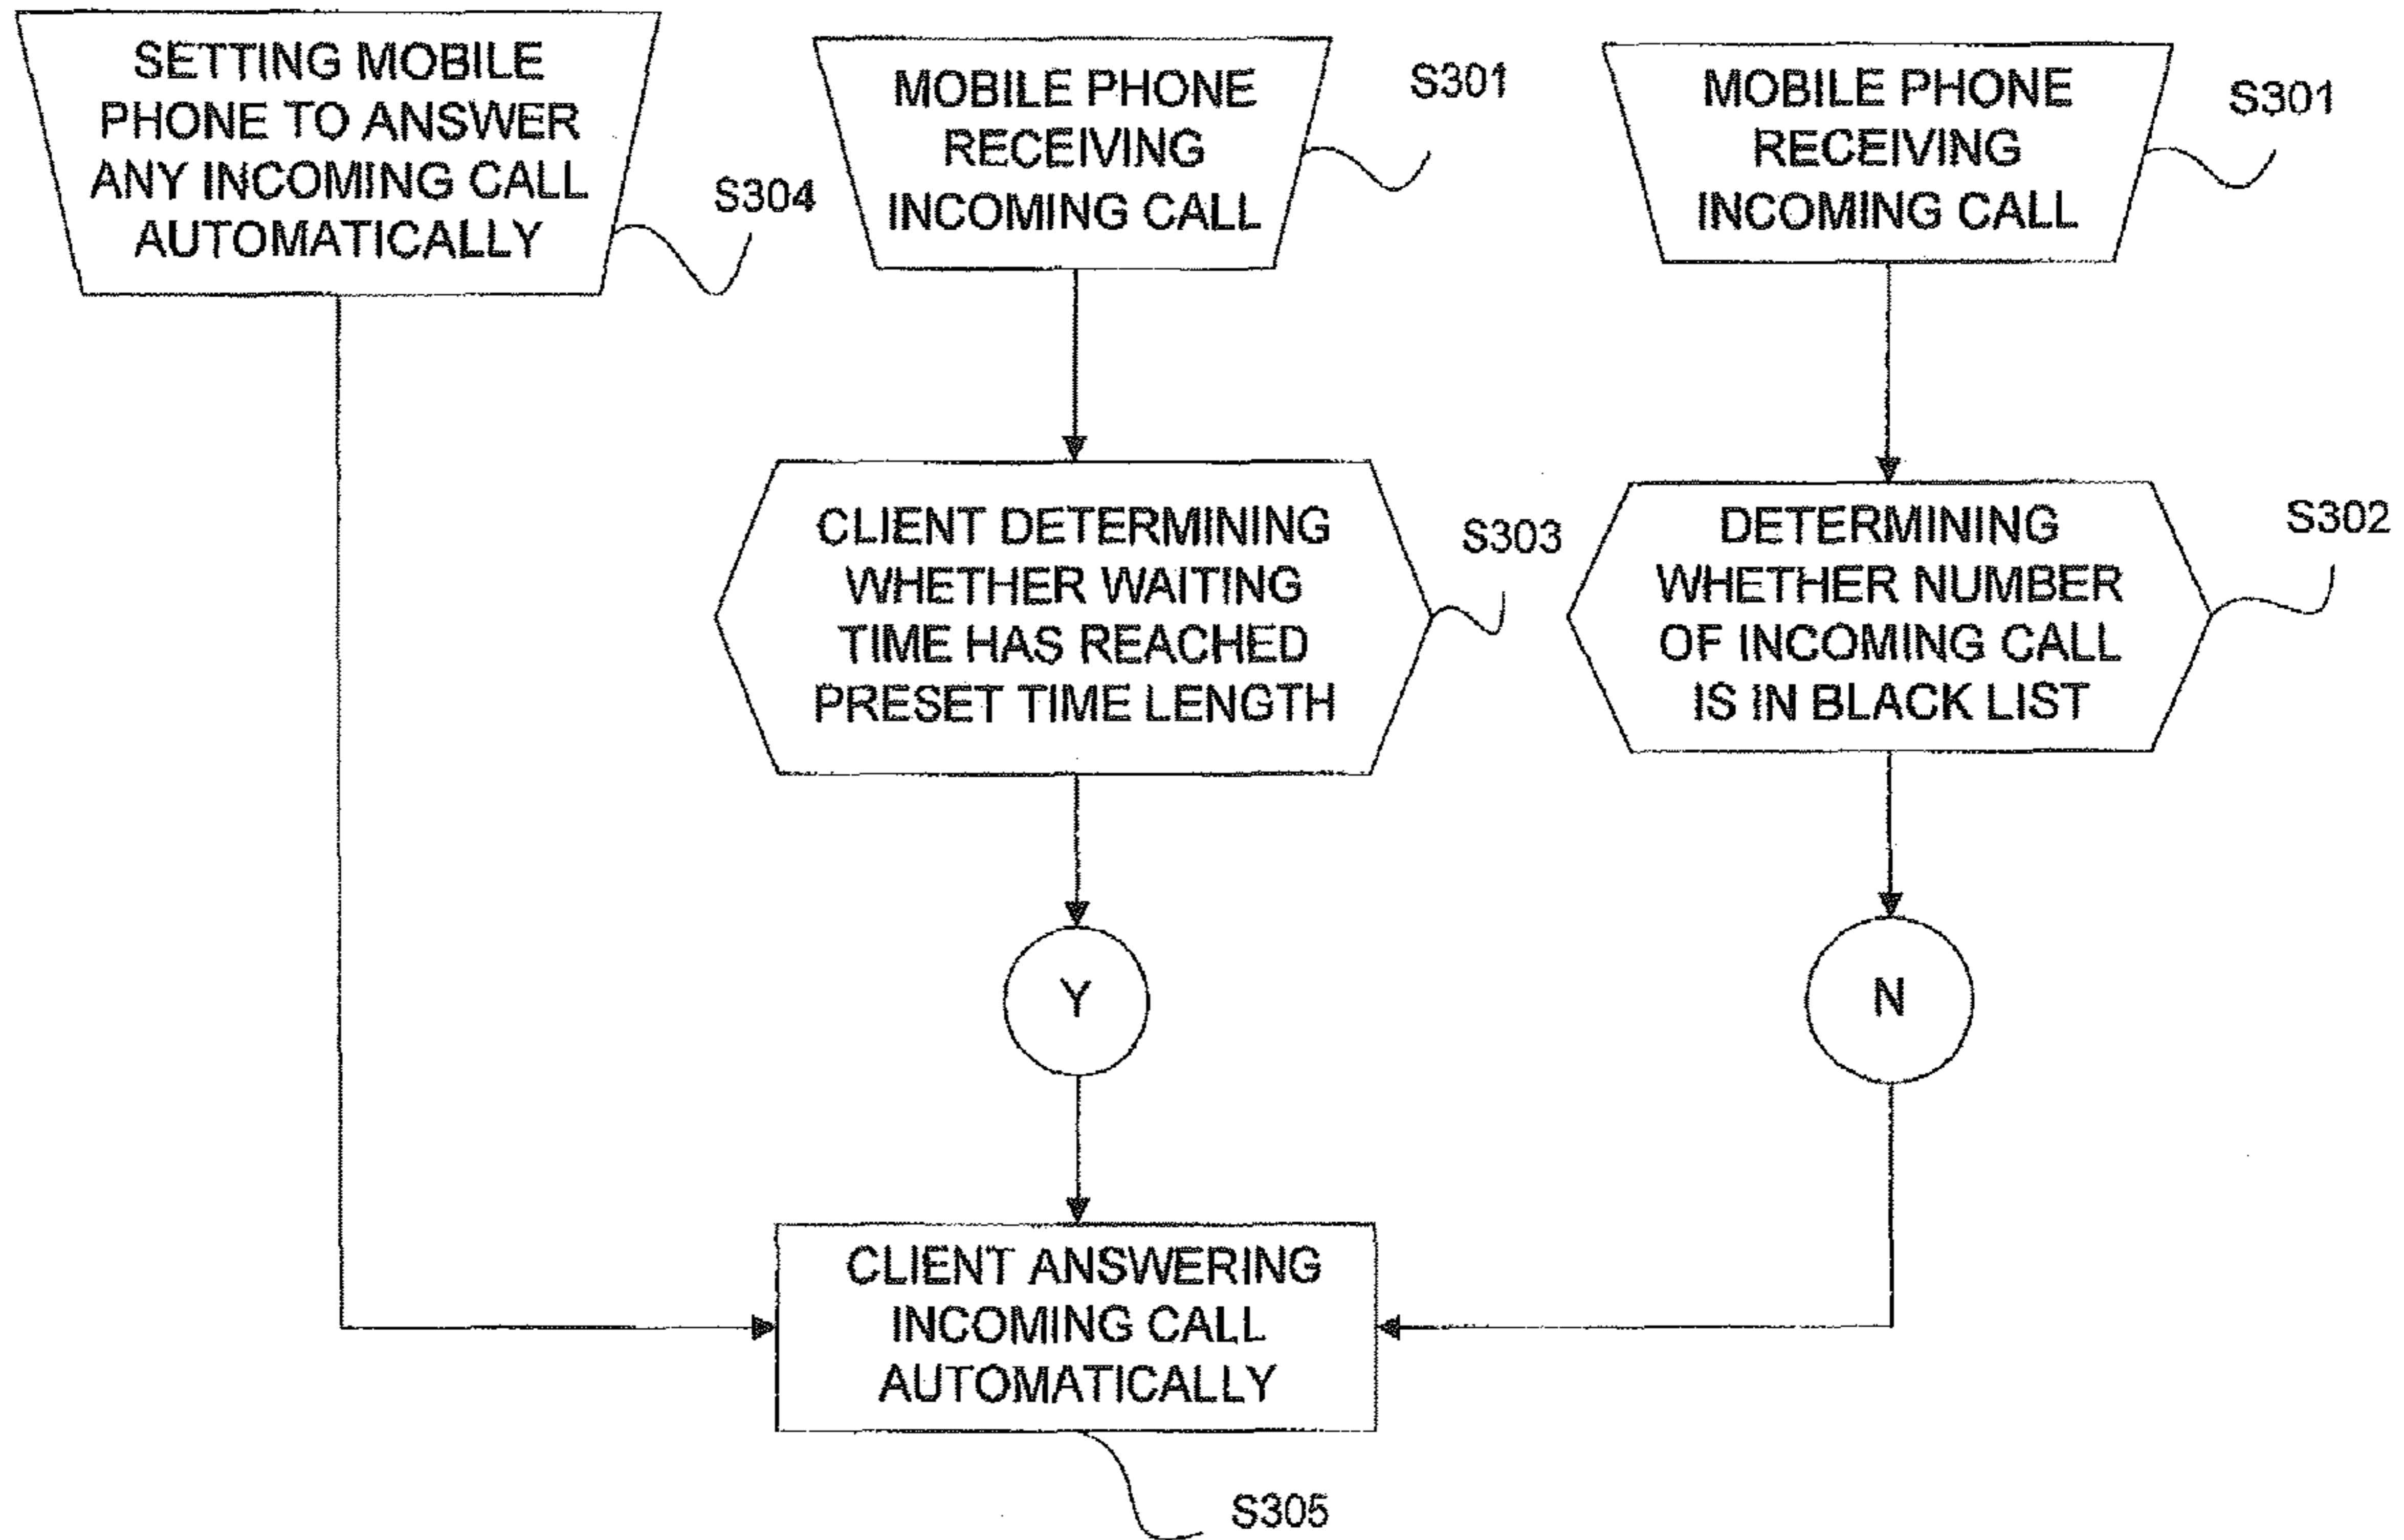 SETTING MOBILE
PHONE TO ANSWER
ANY INCOMING CALL
AUTOMATICALLY
S304
MOBILE PHONE
RECEIVING
INCOMING CALL
S301
MOBILE PHONE
RECEIVING
INCOMING CALL
S301
CLIENT DETERMINING
WHETHER WAITING
TIME HAS REACHED
PRESET TIME LENGTH
S303
DETERMINING
WHETHER NUMBER
OF INCOMING CALL
IS IN BLACK LIST
S302
Y
N
CLIENT ANSWERING
INCOMING CALL
AUTOMATICALLY
S305